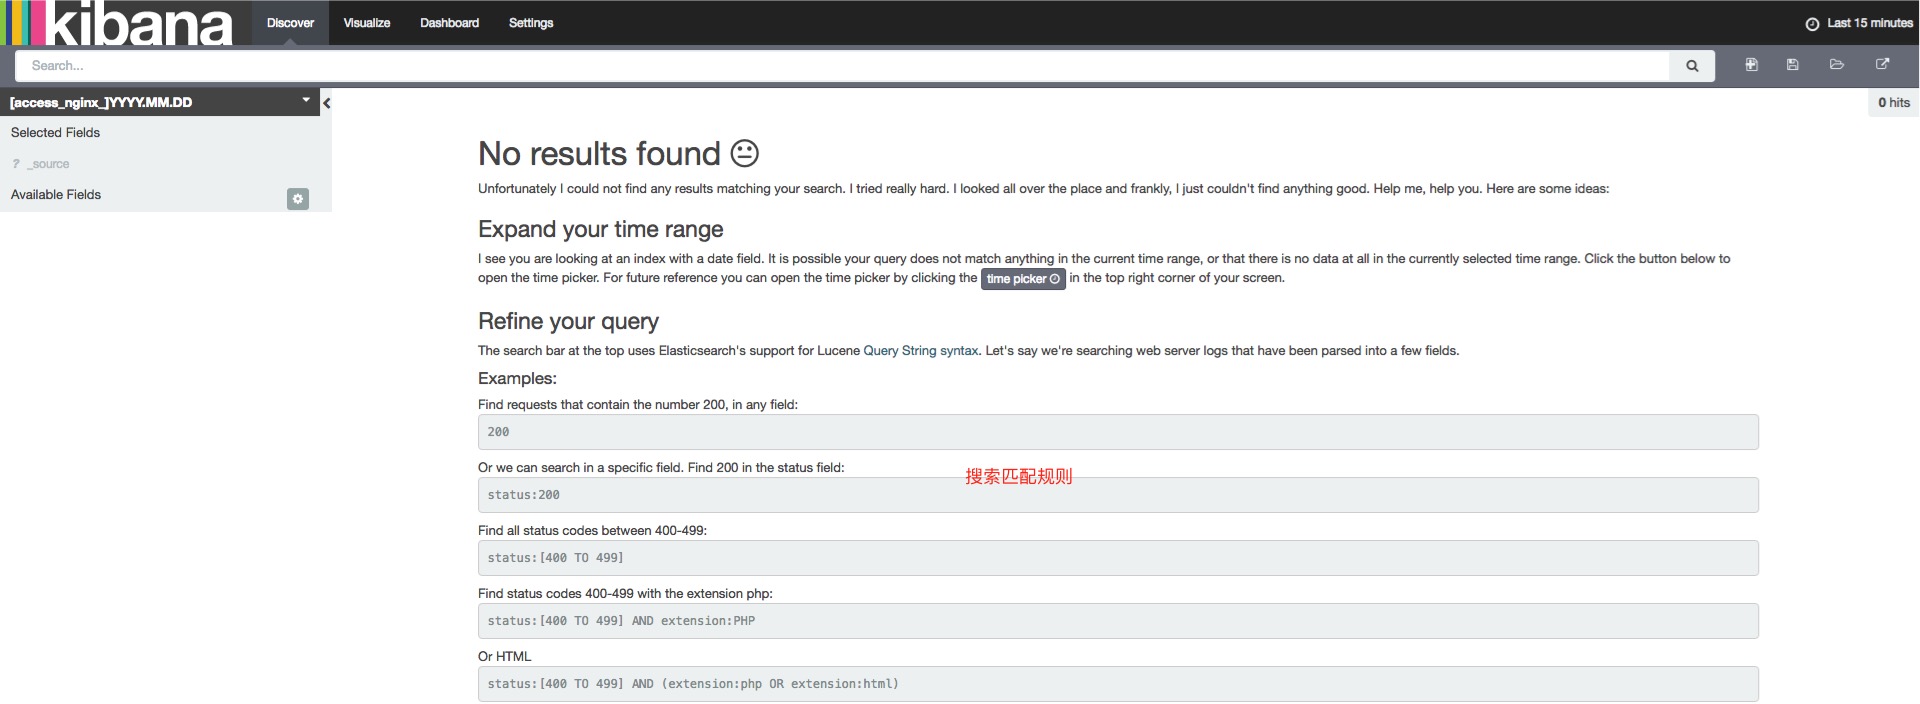 kibana
Discover Visualize Dashboard Settings
Last 15 minutes
Search...
[access_nginx_]YYYY.MM.DD
0 hits
Selected Fields
? _source
Available Fields
No results found
Unfortunately I could not find any results matching your search. I tried really hard. I looked all over the place and frankly, I just couldn't find anything good. Help me, help you. Here are some ideas:
Expand your time range
I see you are looking at an index with a date field. It is possible your query does not match anything in the current time range, or that there is no data at all in the currently selected time range. Click the button below to
open the time picker. For future reference you can open the time picker by clicking the time picker in the top right corner of your screen.
Refine your query
The search bar at the top uses Elasticsearch's support for Lucene Query String syntax. Let's say we're searching web server logs that have been parsed into a few fields.
Examples:
Find requests that contain the number 200, in any field:
200
Or we can search in a specific field. Find 200 in the status field:
搜索匹配规则
status:200
Find all status codes between 400-499:
status:[400 TO 499]
Find status codes 400-499 with the extension php:
status:[400 TO 499] AND extension:PHP
Or HTML
status:[400 TO 499] AND (extension:php OR extension:html)